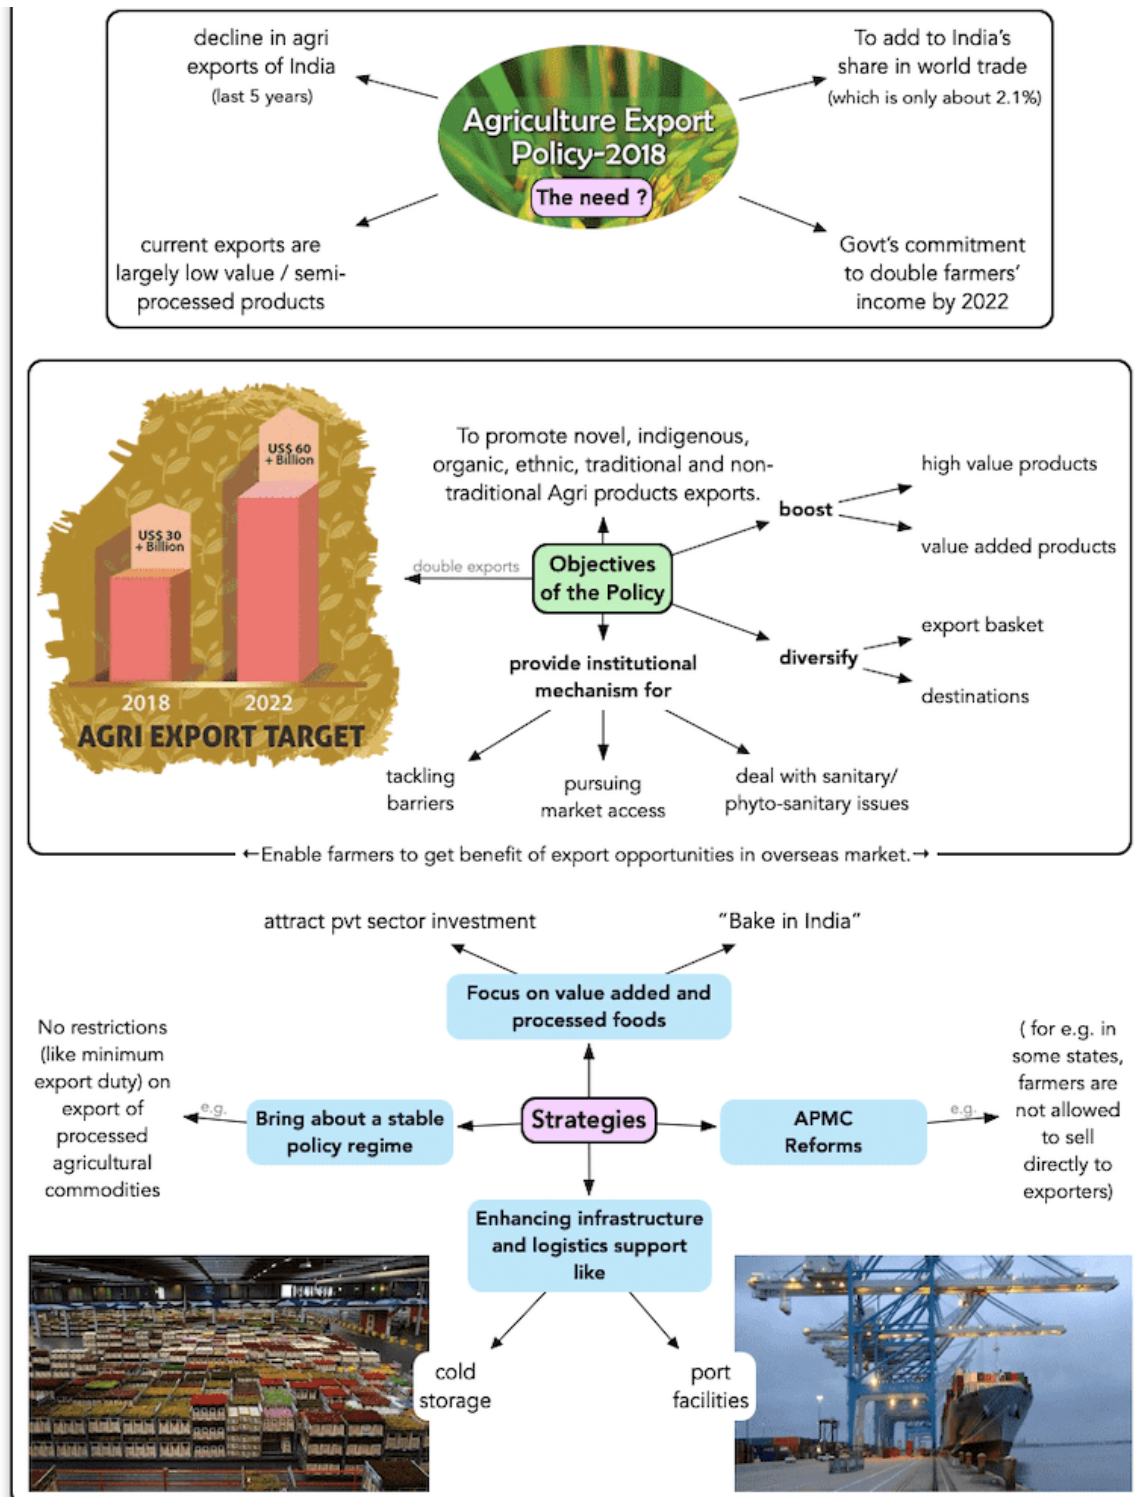 decline in agri
exports of India
(last 5 years)
To add to India's
share in world trade
(which is only about 2.1%)
Agriculture Export
Policy-2018
The need ?
current exports are
largely low value / semi-
processed products
Govt's commitment
to double farmers'
income by 2022
US$ 60
+ Billion
US$ 30
+ Billion
2018
2022
AGRI EXPORT TARGET
To promote novel, indigenous,
organic, ethnic, traditional and non-
traditional Agri products exports.
boost
high value products
value added products
double exports
Objectives
of the Policy
diversify
export basket
destinations
provide institutional
mechanism for
tackling
barriers
pursuing
market access
deal with sanitary/
phyto-sanitary issues
←Enable farmers to get benefit of export opportunities in overseas market.→
attract pvt sector investment
"Bake in India"
Focus on value added and
processed foods
No restrictions
(like minimum
export duty) on
export of
processed
agricultural
commodities
e.g.
Bring about a stable
policy regime
Strategies
APMC
Reforms
e.g.
( for e.g. in
some states,
farmers are
not allowed
to sell
directly to
exporters)
Enhancing infrastructure
and logistics support
like
cold
storage
port
facilities